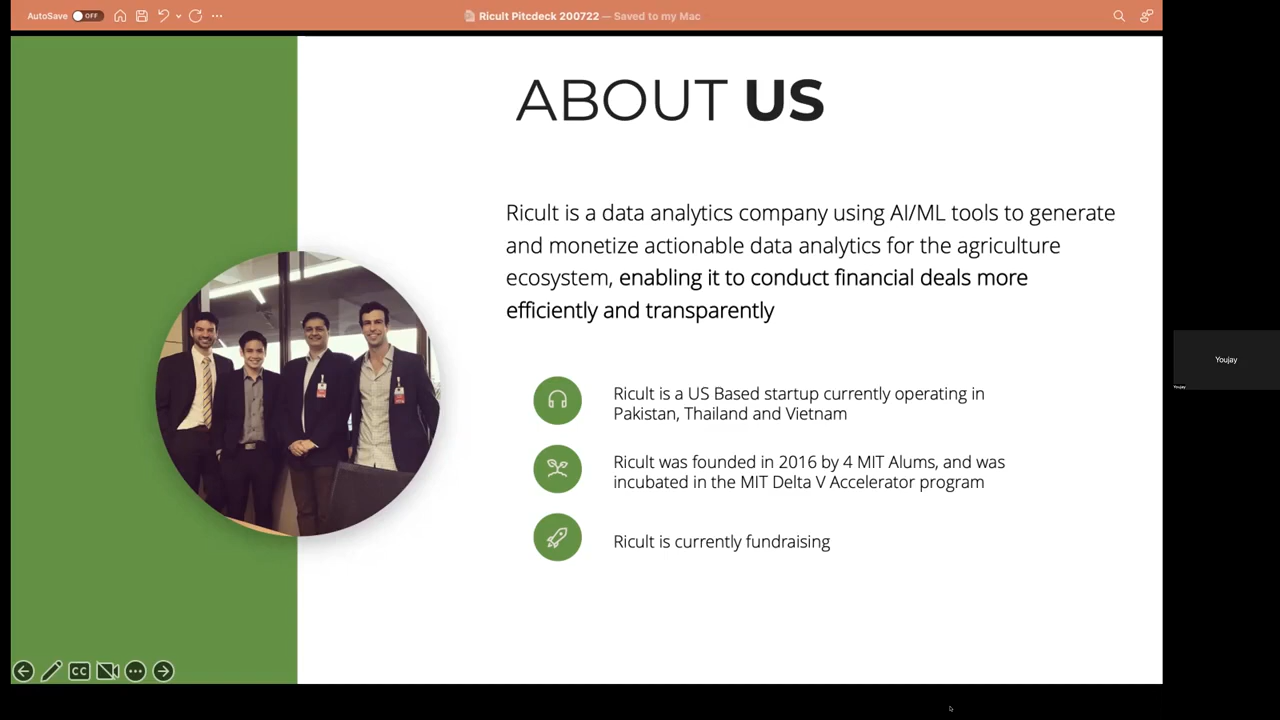 AutoSave OFF
Ricult Pitcdeck 200722 — Saved to my Mac
ABOUT US
Ricult is a data analytics company using AI/ML tools to generate
and monetize actionable data analytics for the agriculture
ecosystem, enabling it to conduct financial deals more
efficiently and transparently
Ricult is a US Based startup currently operating in
Pakistan, Thailand and Vietnam
Ricult was founded in 2016 by 4 MIT Alums, and was
incubated in the MIT Delta V Accelerator program
Ricult is currently fundraising
Youjay
Youjay
CC